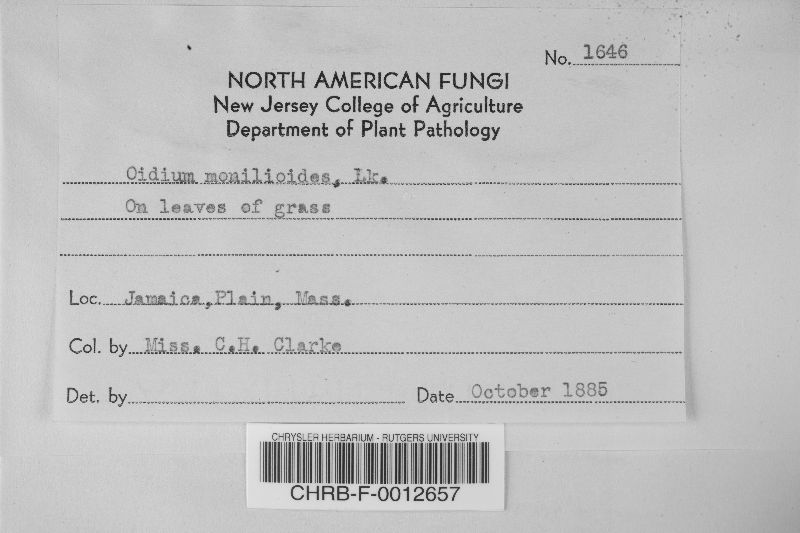 No. 1646
NORTH AMERICAN FUNGI
New Jersey College of Agriculture
Department of Plant Pathology
Oidium monilioides, Lk.
On leaves of grass
Loc. Jamaica,Plain, Mass.
Col. by Miss. C.H. Clarke
Det. by
Date October 1885
CHRYSLER HERBARIUM - RUTGERS UNIVERSITY
CHRB-F-0012657